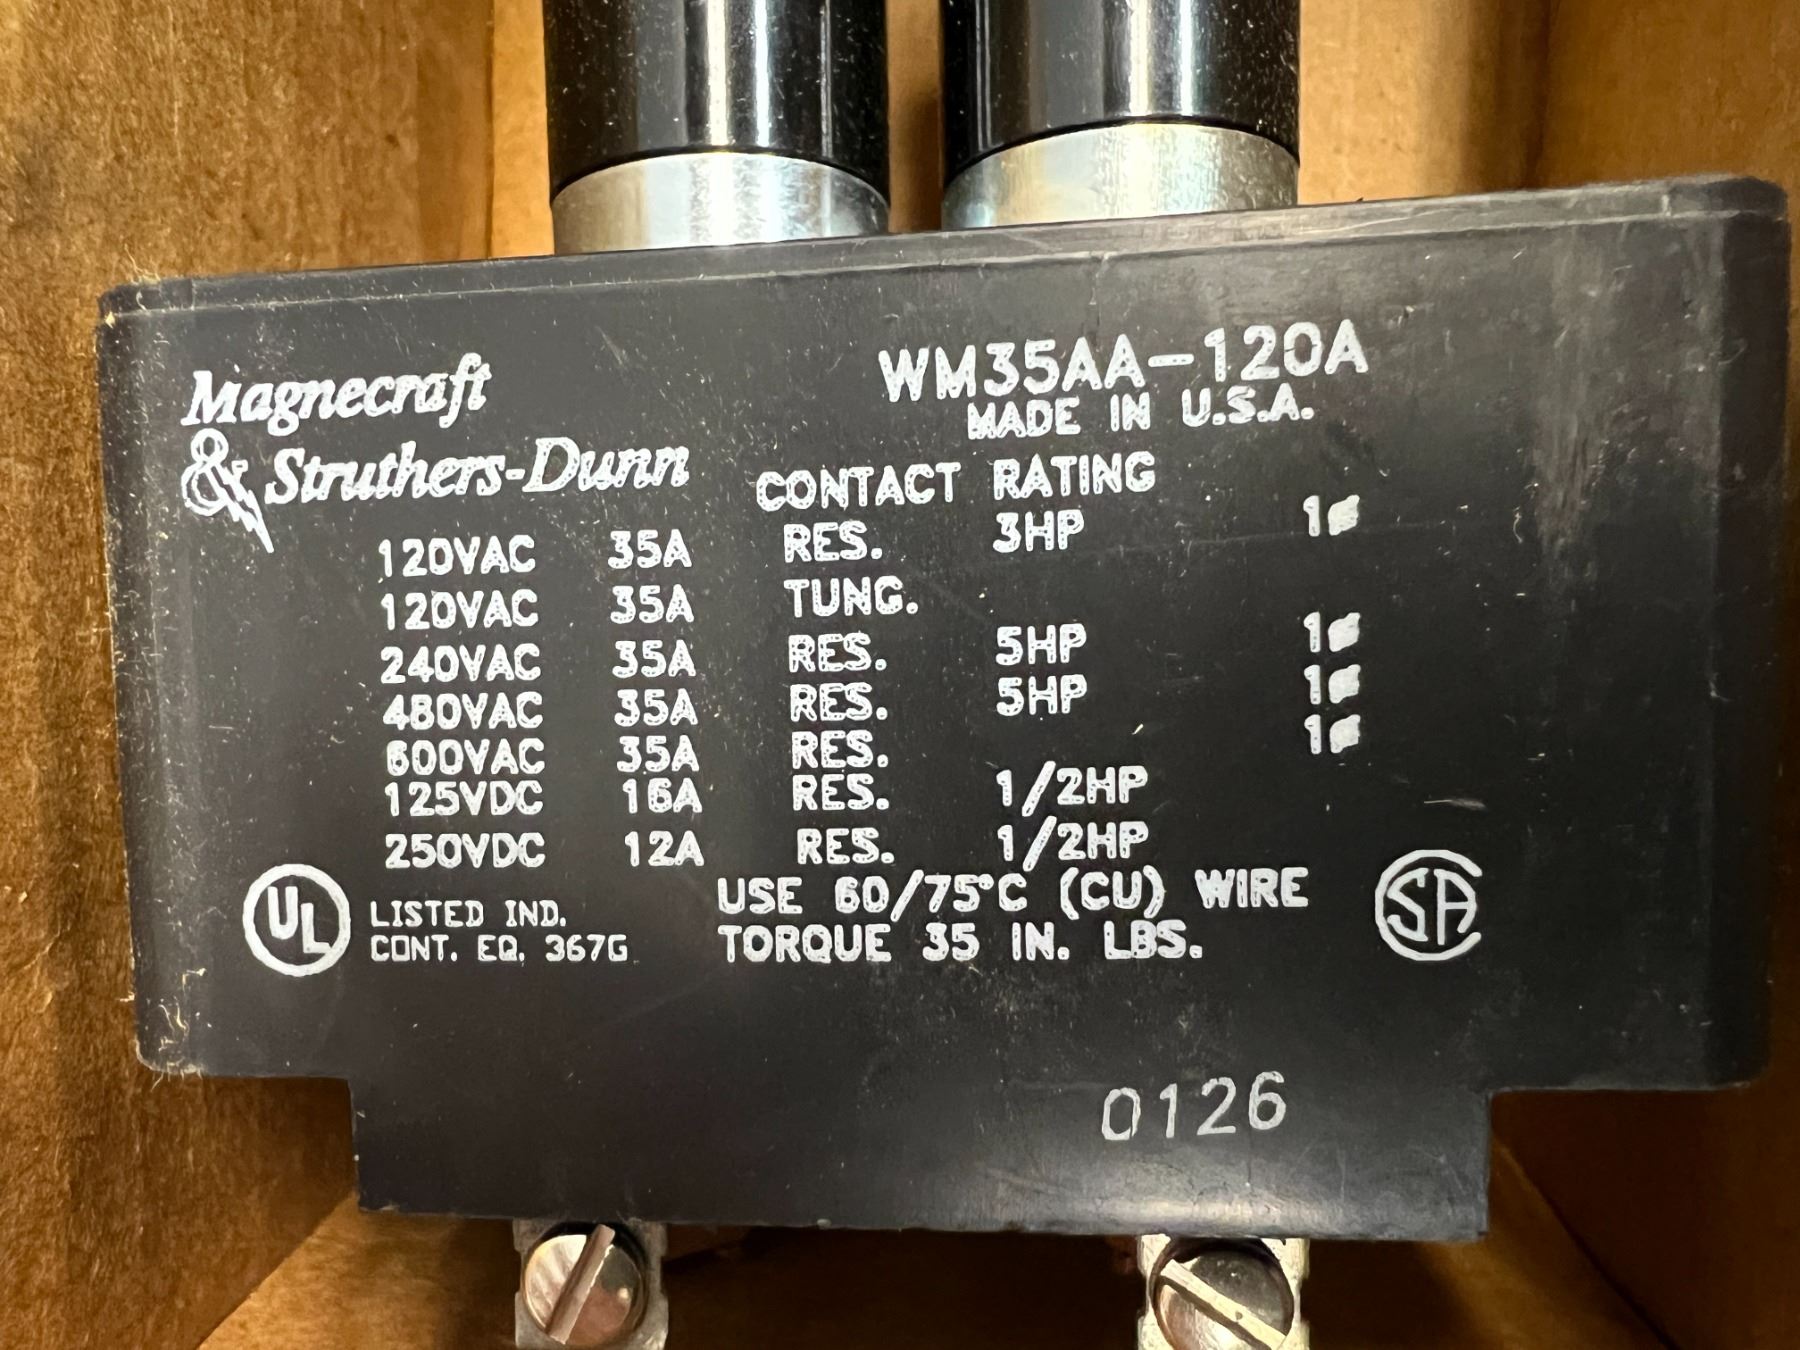 WM35AA-120A
MADE IN U.S.A.
Magnecraft
& Struthers-Dunn
CONTACT RATING
120VAC 35A RES. 3HP 1ø
120VAC 35A TUNG.
240VAC 35A RES. 5HP 1ø
480VAC 35A RES. 5HP 1ø
600VAC 35A RES. 1ø
125VDC 16A RES. 1/2HP
250VDC 12A RES. 1/2HP
UL LISTED IND.
CONT. EQ. 367G
USE 60/75°C (CU) WIRE
TORQUE 35 IN. LBS.
SA
0126